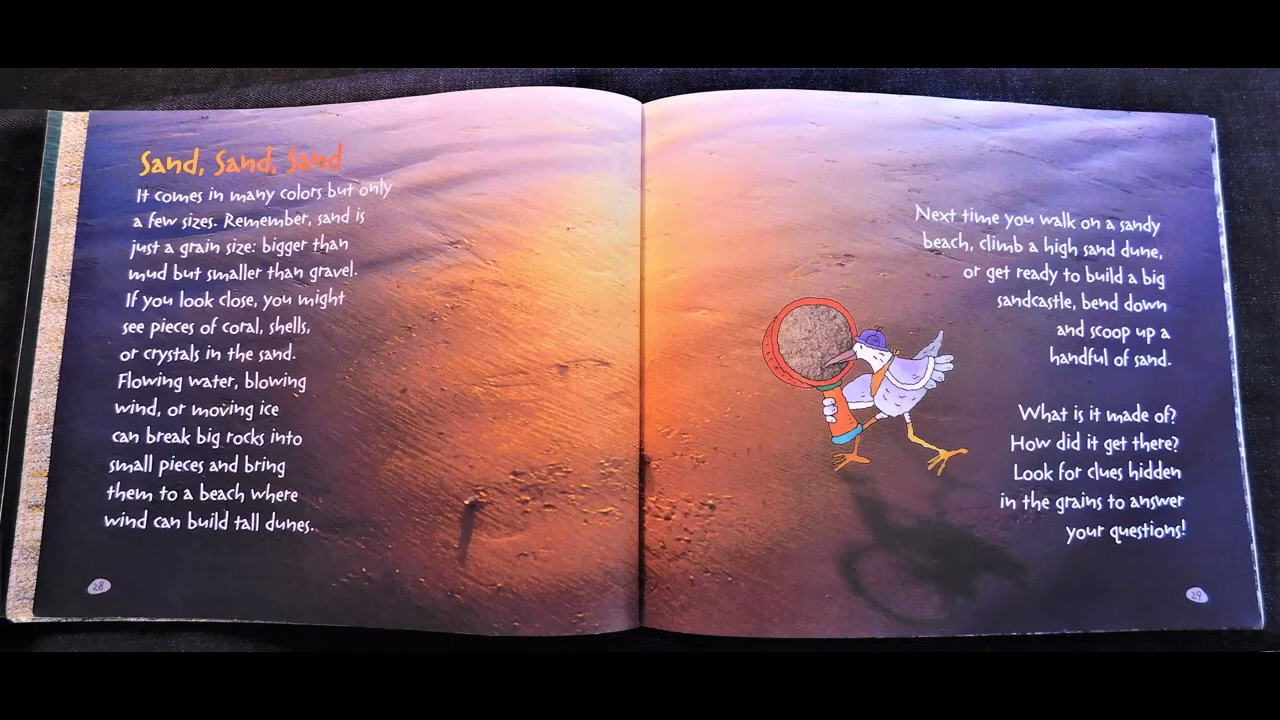 Sand, Sand, Sand
It comes in many colors but only
a few sizes. Remember, sand is
just a grain size: bigger than
mud but smaller than gravel.
If you look close, you might
see pieces of coral, shells,
or crystals in the sand.
Flowing water, blowing
wind, or moving ice
can break big rocks into
small pieces and bring
them to a beach where
wind can build tall dunes.
28
Next time you walk on a sandy
beach, climb a high sand dune,
or get ready to build a big
sandcastle, bend down
and scoop up a
handful of sand.
What is it made of?
How did it get there?
Look for clues hidden
in the grains to answer
your questions!
29